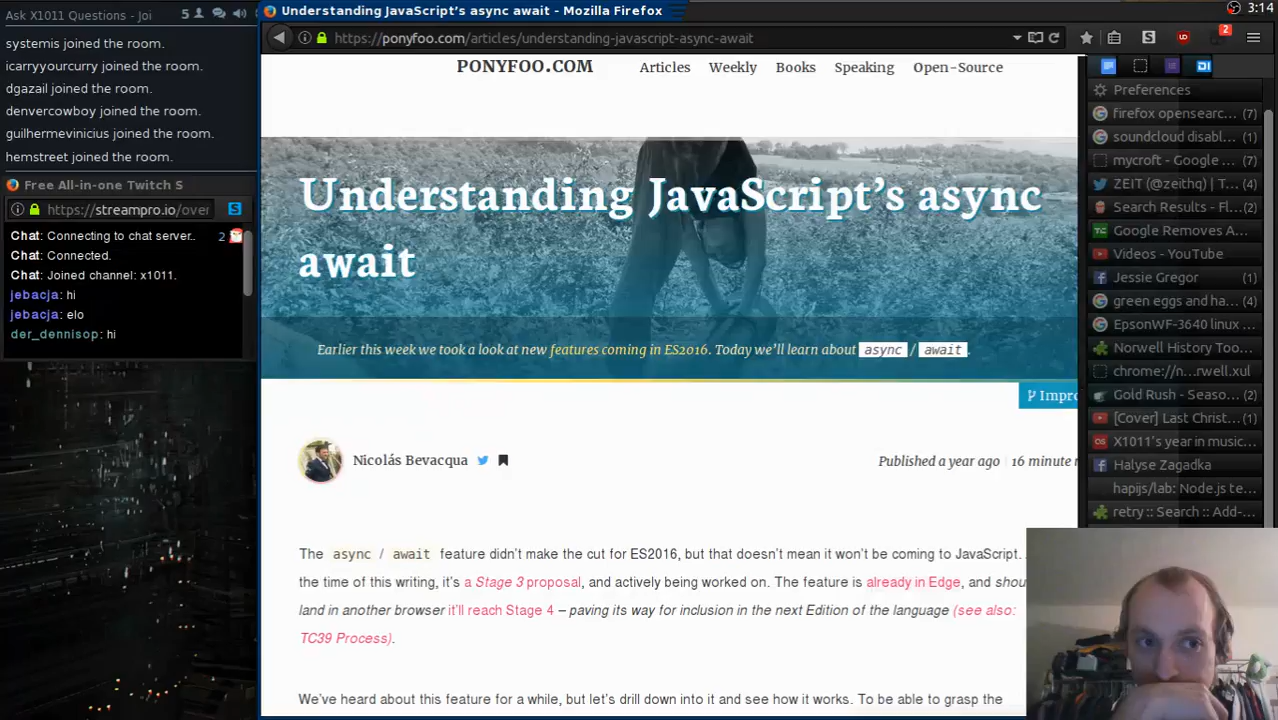 Ask X1011 Questions - Joi
5
systemis joined the room.
icarryyourcurry joined the room.
dgazail joined the room.
denvercowboy joined the room.
guilhermevinicius joined the room.
hemstreet joined the room.
Free All-in-one Twitch S
https://streampro.io/over
Chat: Connecting to chat server..
2
Chat: Connected.
Chat: Joined channel: x1011.
jebacja: hi
jebacja: elo
der_dennisop: hi
Understanding JavaScript's async await - Mozilla Firefox
3:14
https://ponyfoo.com/articles/understanding-javascript-async-await
2
PONYFOO.COM
Articles
Weekly
Books
Speaking
Open-Source
Understanding JavaScript's async
await
Earlier this week we took a look at new features coming in ES2016. Today we'll learn about async / await.
Impro
Nicolás Bevacqua
Published a year ago
16 minute r
The async / await feature didn't make the cut for ES2016, but that doesn't mean it won't be coming to JavaScript.
the time of this writing, it's a Stage 3 proposal, and actively being worked on. The feature is already in Edge, and shou
land in another browser it'll reach Stage 4 – paving its way for inclusion in the next Edition of the language (see also:
TC39 Process).
We've heard about this feature for a while, but let's drill down into it and see how it works. To be able to grasp the
Preferences
firefox opensearc... (7)
soundcloud disabl... (1)
mycroft - Google ... (7)
ZEIT (@zeithq) | T... (4)
Search Results - Fl... (2)
Google Removes A...
Videos - YouTube
Jessie Gregor (1)
green eggs and ha... (4)
EpsonWF-3640 linux ...
Norwell History Too...
chrome://n...rwell.xul
Gold Rush - Seaso...
[Cover] Last Christ... (1)
X1011's year in music...
Halyse Zagadka
hapijs/lab: Node.js te...
retry :: Search :: Add-...